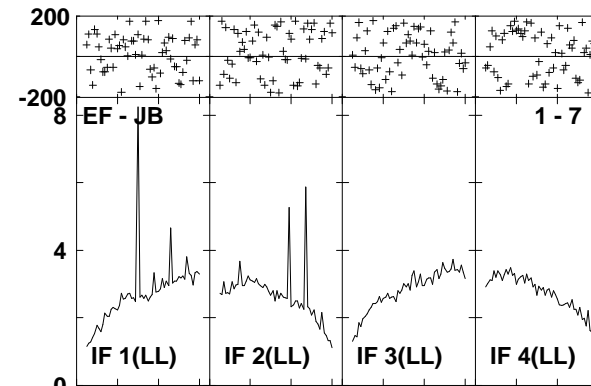 200
-200
8
EF - JB
1 - 7
4
IF 1(LL)
IF 2(LL)
IF 3(LL)
IF 4(LL)
0